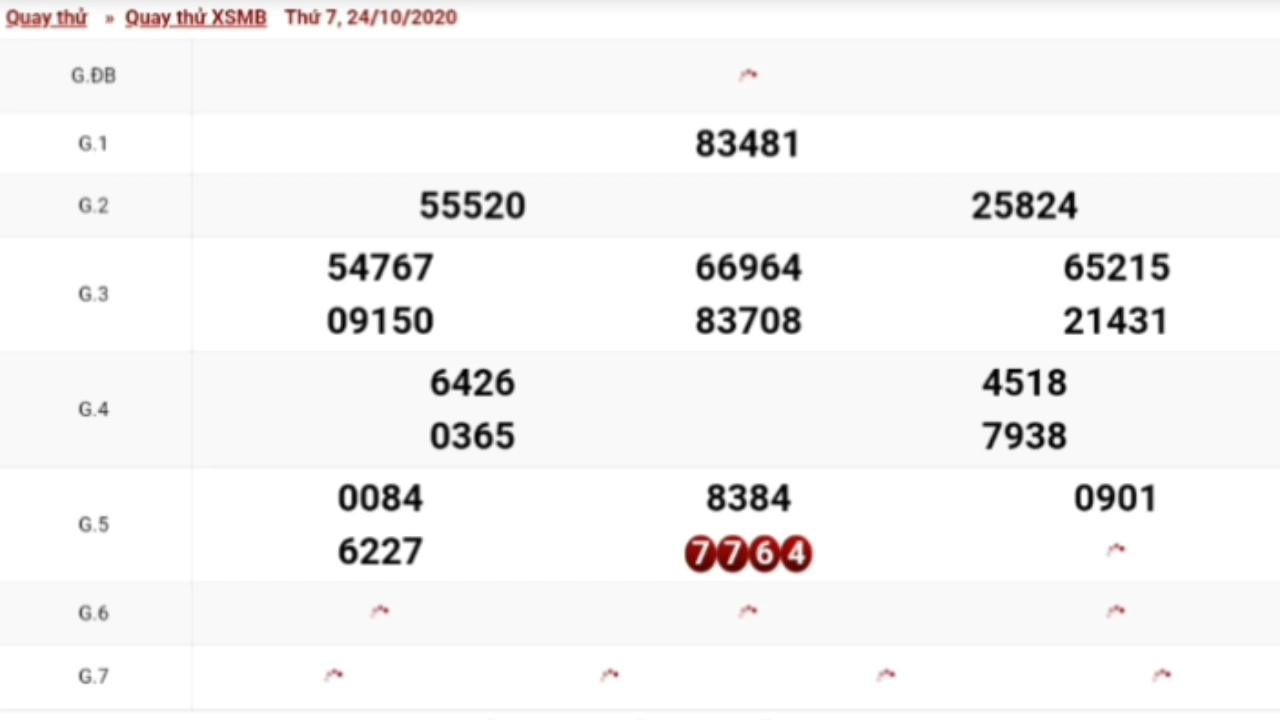 Quay thử » Quay thử XSMB Thứ 7, 24/10/2020
G.ĐB
G.1 83481
G.2 55520 25824
G.3 54767 66964 65215
09150 83708 21431
G.4 6426 4518
0365 7938
G.5 0084 8384 0901
6227 7764
G.6
G.7